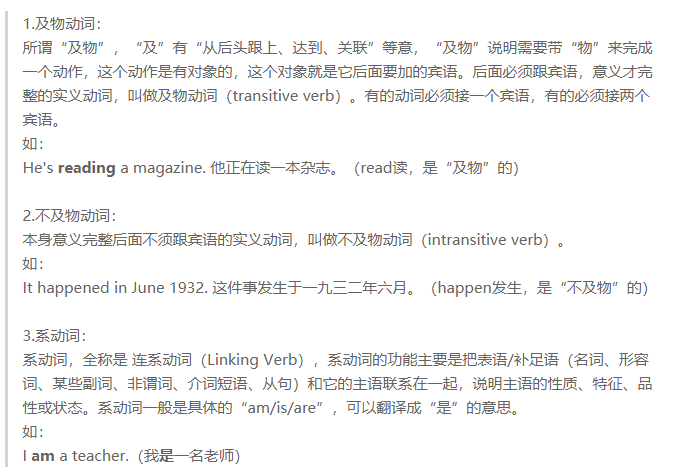 1.及物动词：
所谓“及物”，“及”有“从后头跟上、达到、关联”等意，“及物”说明需要带“物”来完成
一个动作，这个动作是有对象的，这个对象就是它后面要加的宾语。后面必须跟宾语，意义才完
整的实义动词，叫做及物动词（transitive verb）。有的动词必须接一个宾语，有的必须接两个
宾语。
如：
He's reading a magazine. 他正在读一本杂志。（read读，是“及物”的）
2.不及物动词：
本身意义完整后面不须跟宾语的实义动词，叫做不及物动词（intransitive verb）。
如：
It happened in June 1932. 这件事发生于一九三二年六月。（happen发生，是“不及物”的）
3.系动词：
系动词，全称是 连系动词（Linking Verb），系动词的功能主要是把表语/补足语（名词、形容
词、某些副词、非谓词、介词短语、从句）和它的主语联系在一起，说明主语的性质、特征、品
性或状态。系动词一般是具体的“am/is/are”，可以翻译成“是”的意思。
如：
I am a teacher.（我是一名老师）